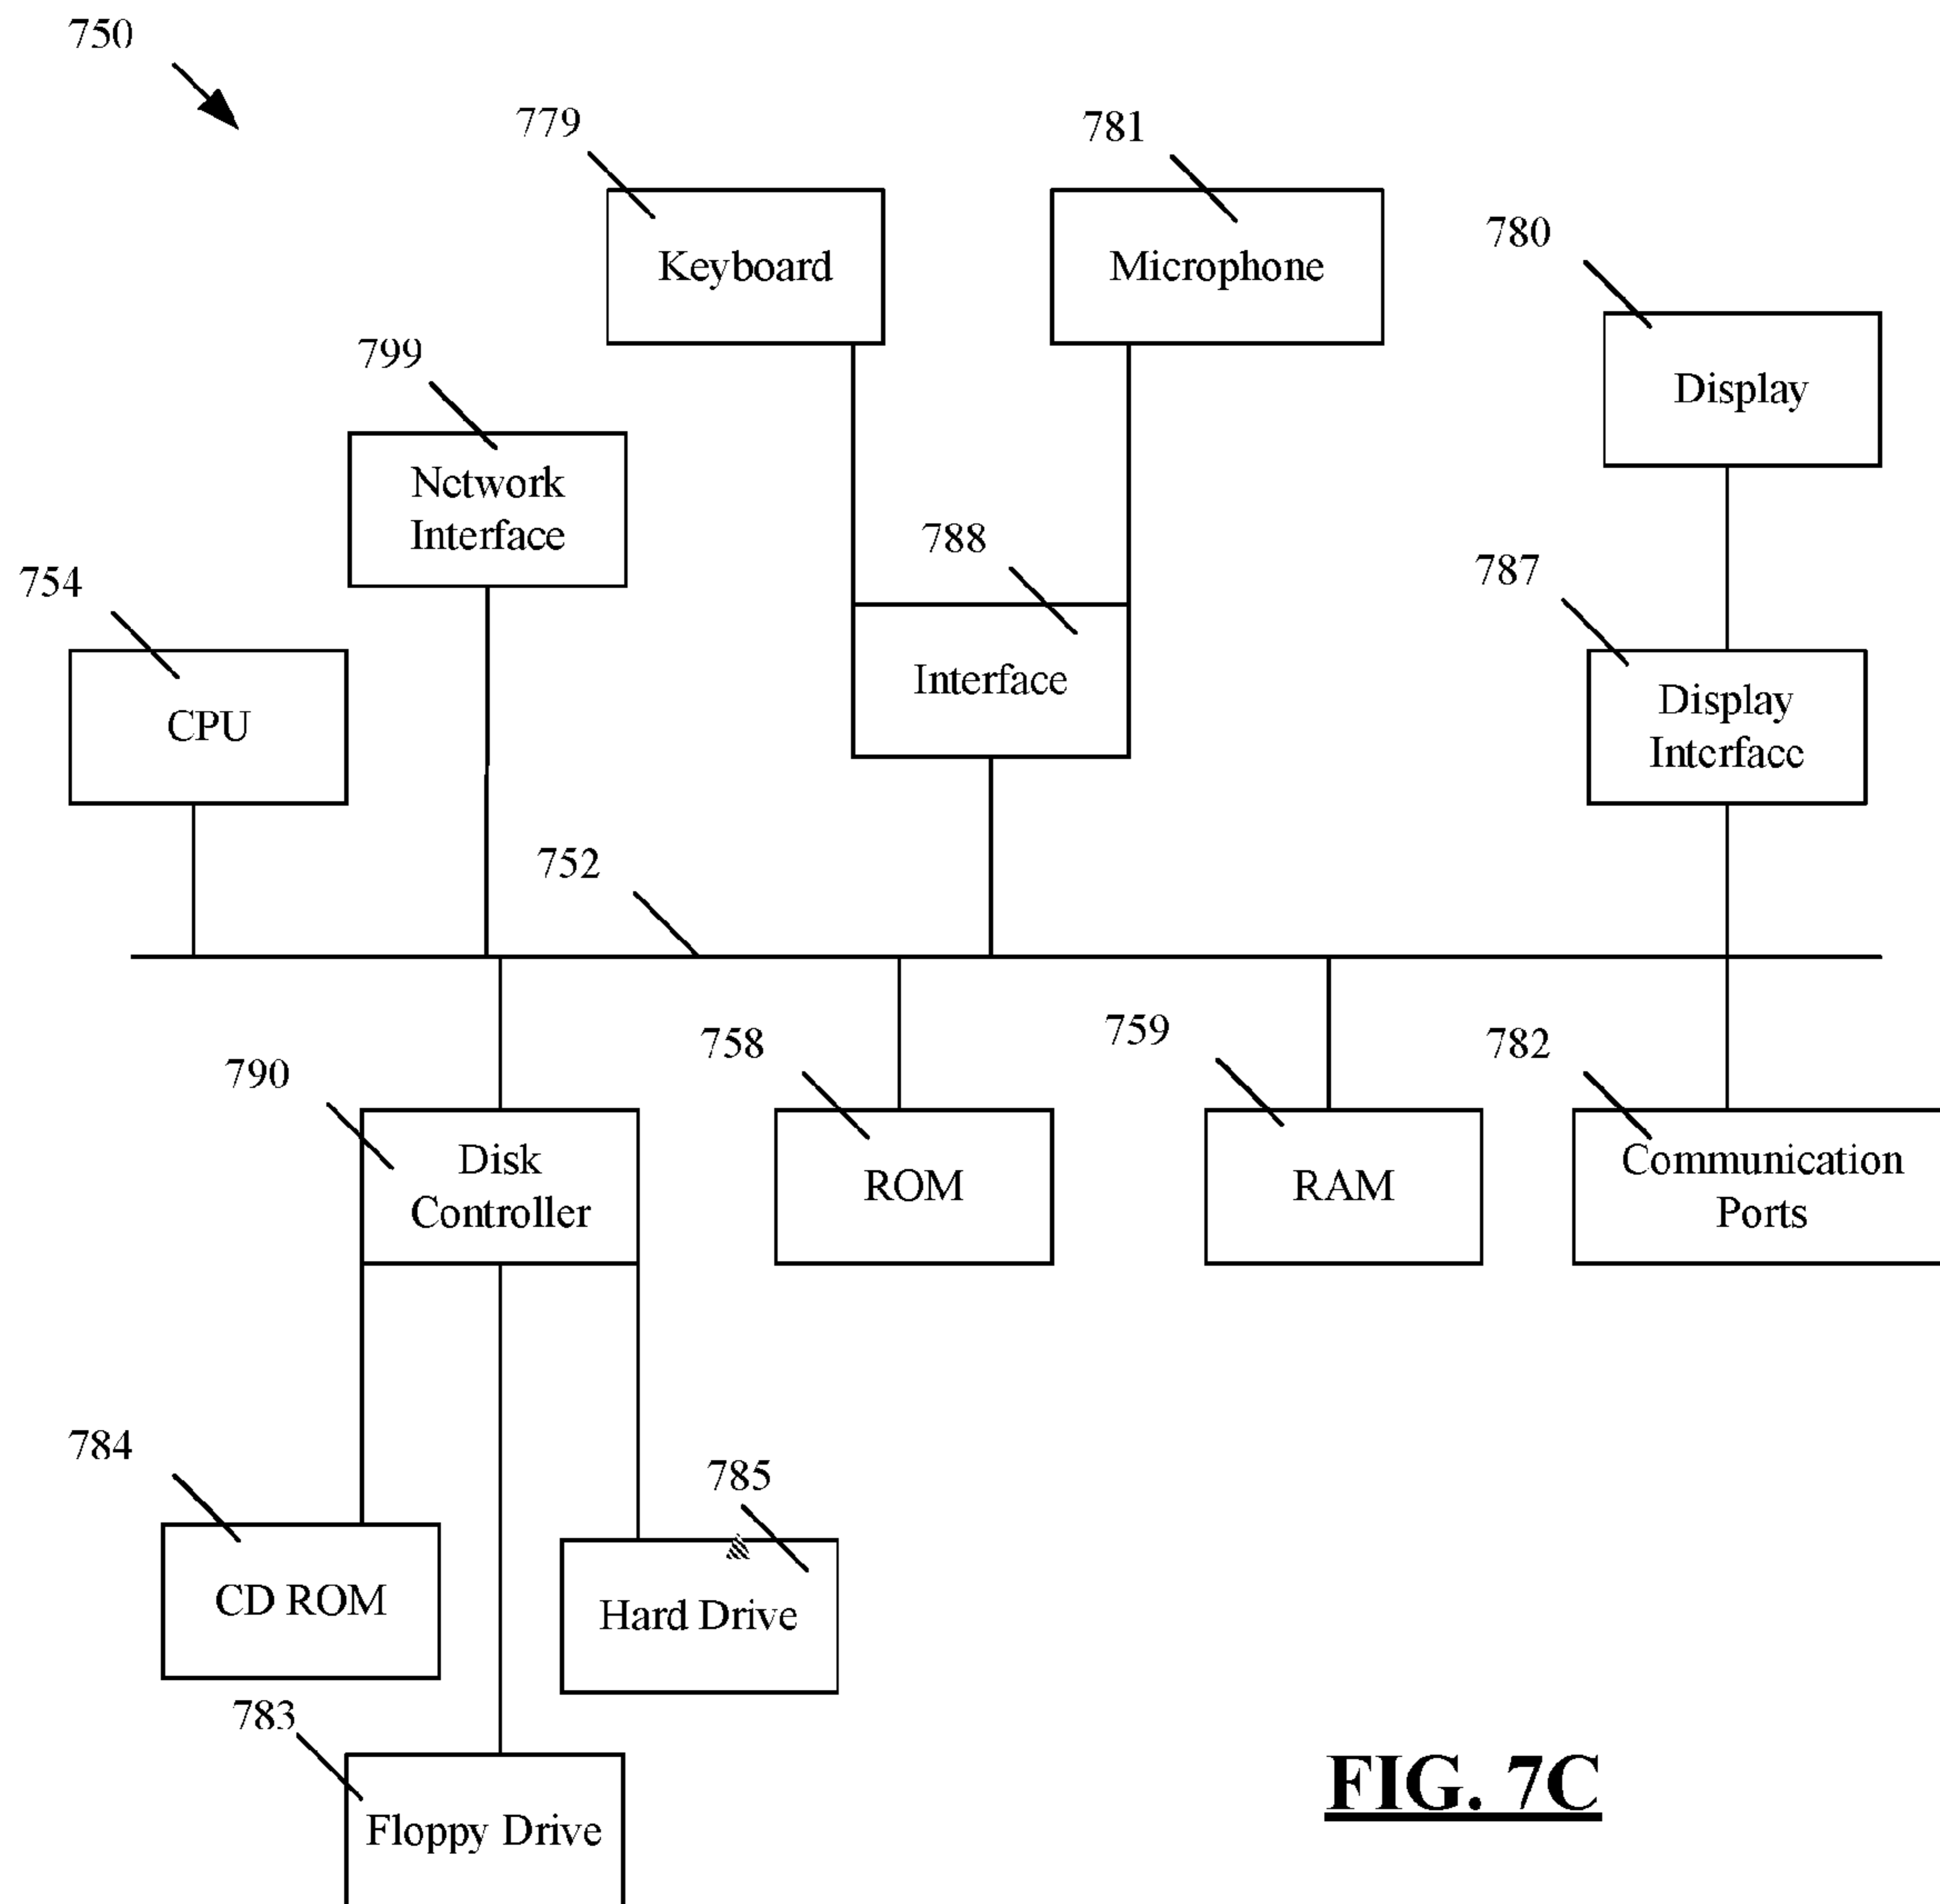 750
779
781
780
Keyboard
Microphone
799
Display
Network
Interface
788
787
754
Interface
Display
Interface
CPU
752
790
758
759
782
Disk
Controller
ROM
RAM
Communication
Ports
784
785
CD ROM
Hard Drive
783
Floppy Drive
FIG. 7C